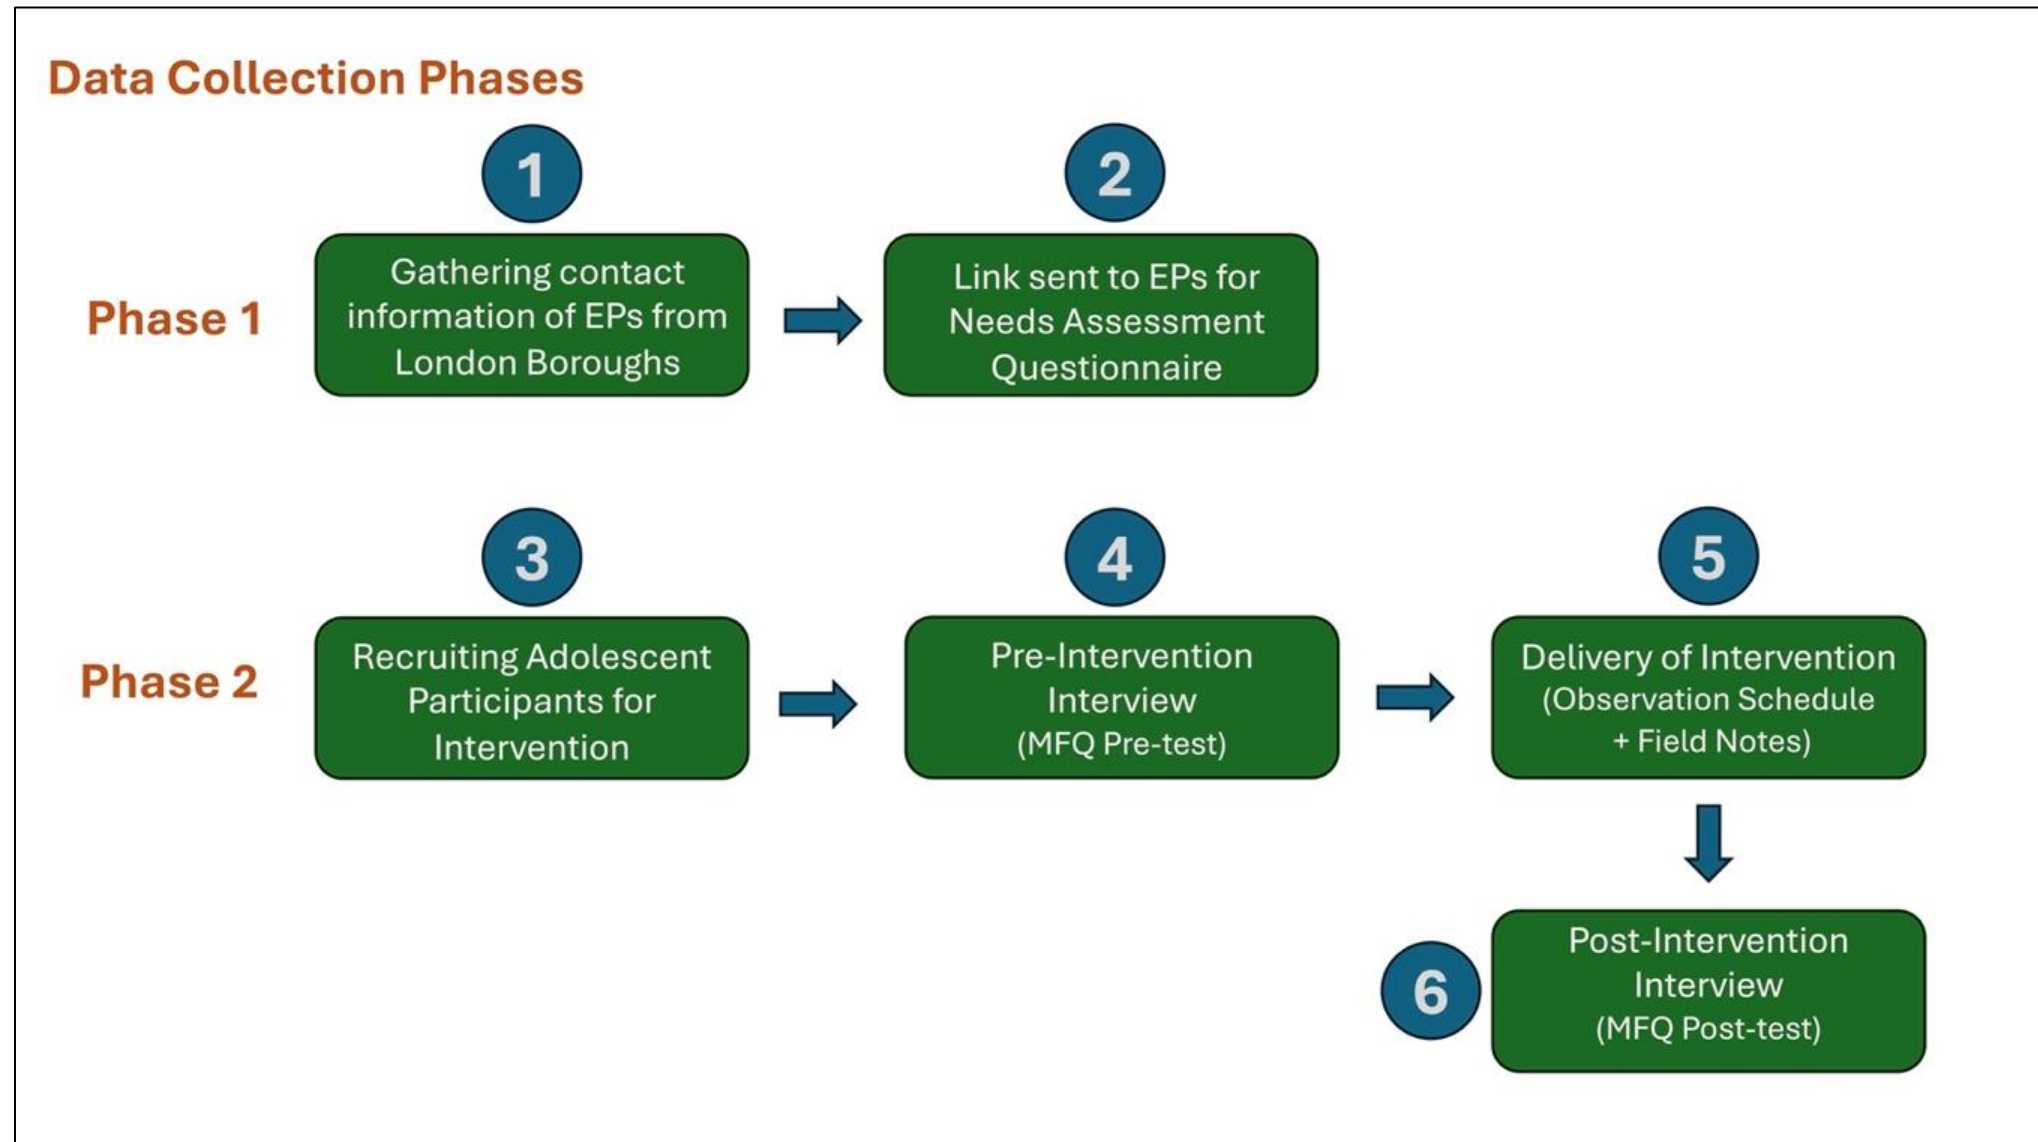 Data Collection Phases
1
2
Phase 1
Gathering contact
information of EPs from
London Boroughs
Link sent to EPs for
Needs Assessment
Questionnaire
3
4
5
Phase 2
Recruiting Adolescent
Participants for
Intervention
Pre-Intervention
Interview
(MFQ Pre-test)
Delivery of Intervention
(Observation Schedule
+ Field Notes)
6
Post-Intervention
Interview
(MFQ Post-test)